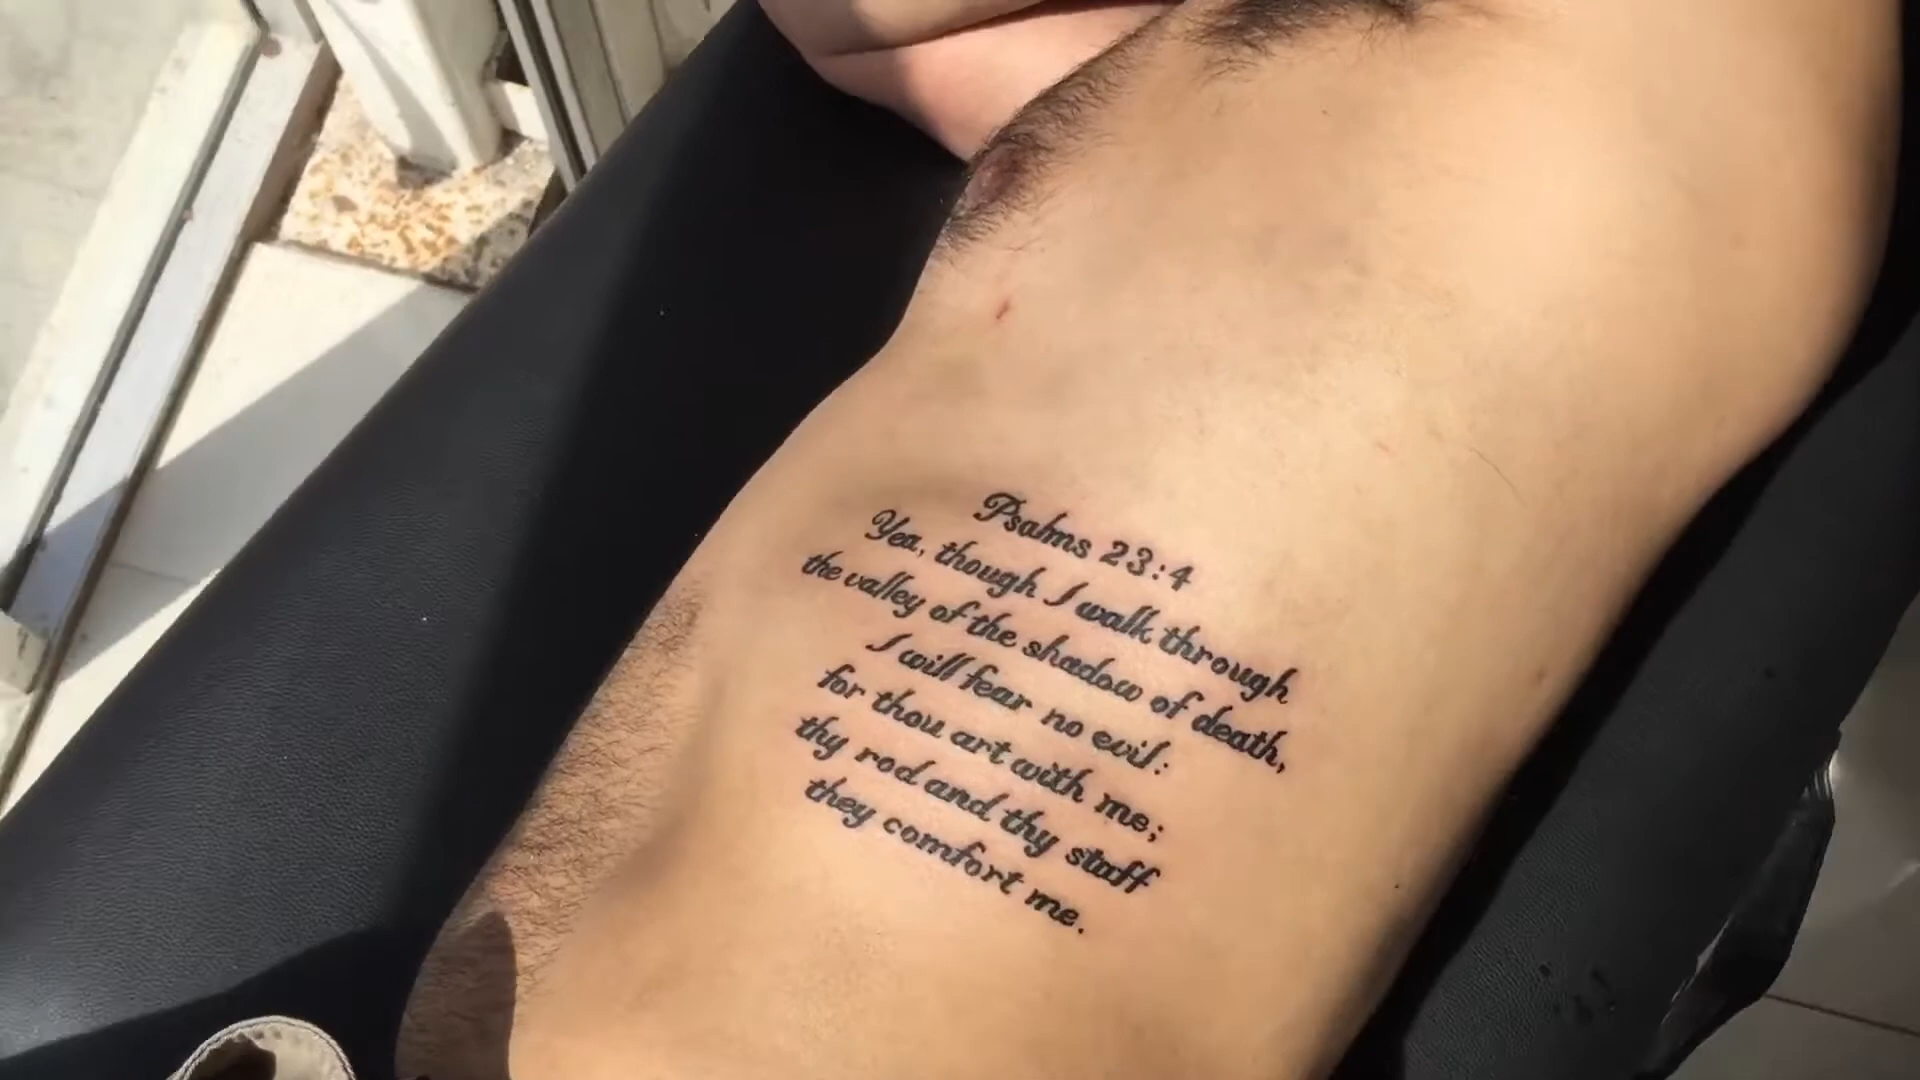 Psalms 23:4
Yea, though I walk through
the valley of the shadow of death,
I will fear no evil:
for thou art with me;
thy rod and thy staff
they comfort me.